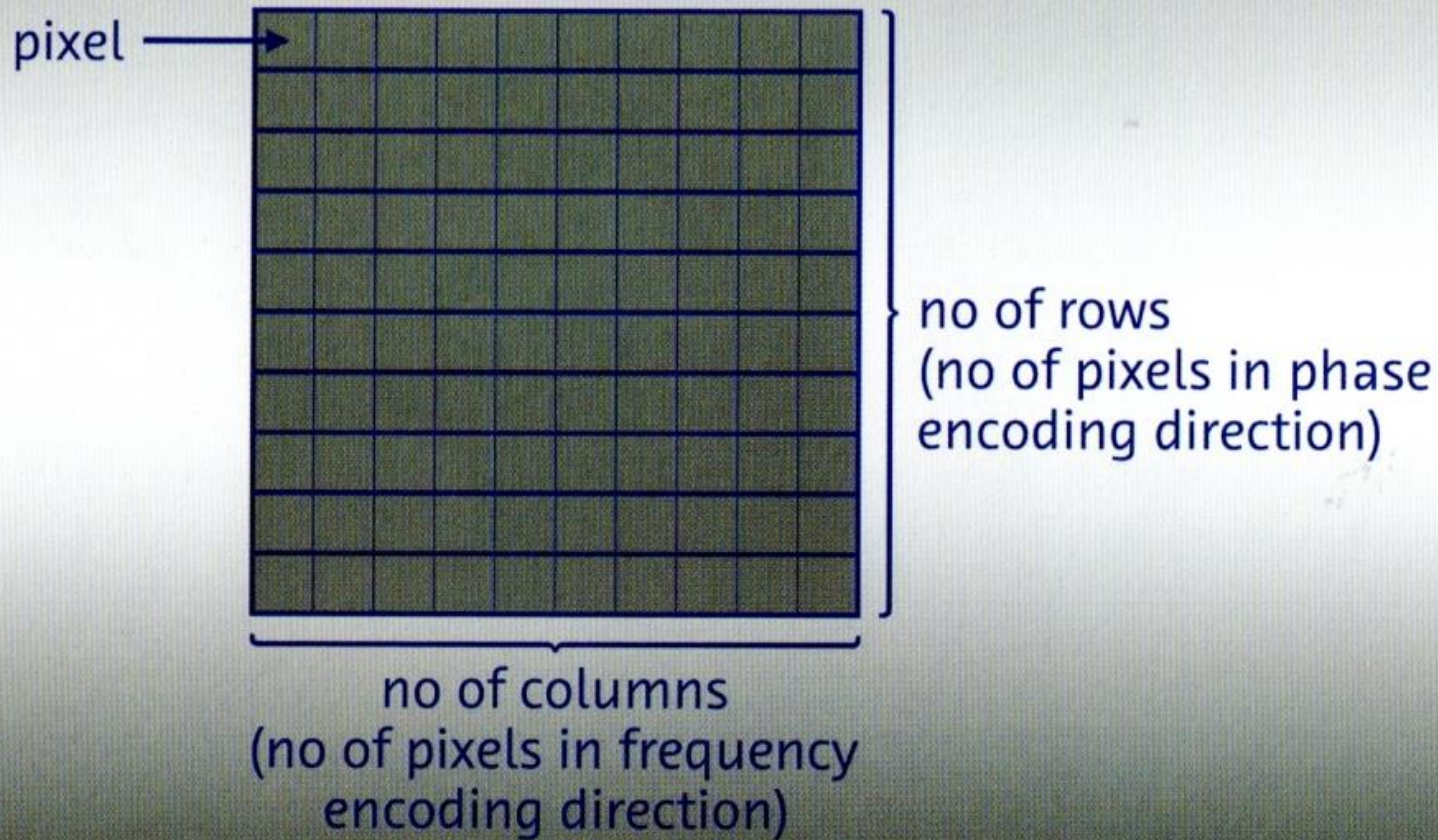 pixel
no of rows
(no of pixels in phase
encoding direction)
no of columns
(no of pixels in frequency
encoding direction)